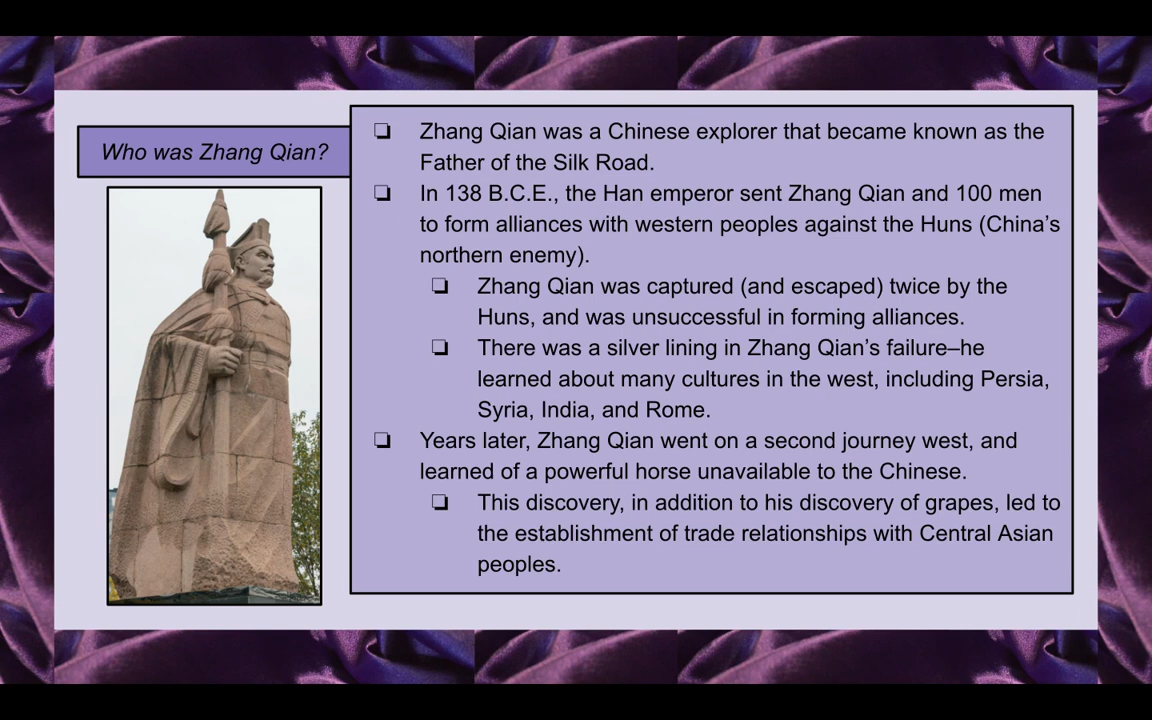 Who was Zhang Qian?
❏ Zhang Qian was a Chinese explorer that became known as the
Father of the Silk Road.
❏ In 138 B.C.E., the Han emperor sent Zhang Qian and 100 men
to form alliances with western peoples against the Huns (China’s
northern enemy).
❏ Zhang Qian was captured (and escaped) twice by the
Huns, and was unsuccessful in forming alliances.
❏ There was a silver lining in Zhang Qian’s failure–he
learned about many cultures in the west, including Persia,
Syria, India, and Rome.
❏ Years later, Zhang Qian went on a second journey west, and
learned of a powerful horse unavailable to the Chinese.
❏ This discovery, in addition to his discovery of grapes, led to
the establishment of trade relationships with Central Asian
peoples.